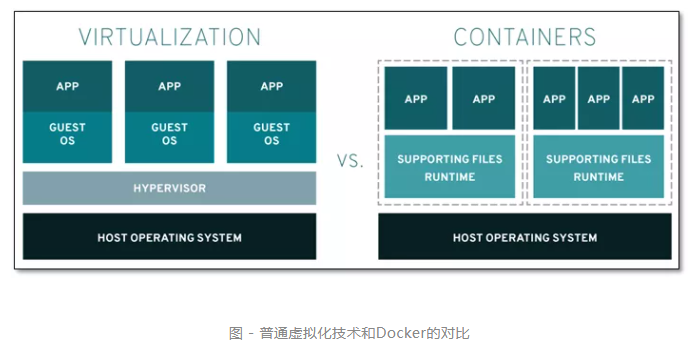 VIRTUALIZATION
CONTAINERS
APP
APP
APP
GUEST
OS
GUEST
OS
GUEST
OS
HYPERVISOR
HOST OPERATING SYSTEM
VS.
APP
APP
APP
APP
APP
SUPPORTING FILES
RUNTIME
SUPPORTING FILES
RUNTIME
HOST OPERATING SYSTEM
图 - 普通虚拟化技术和Docker的对比